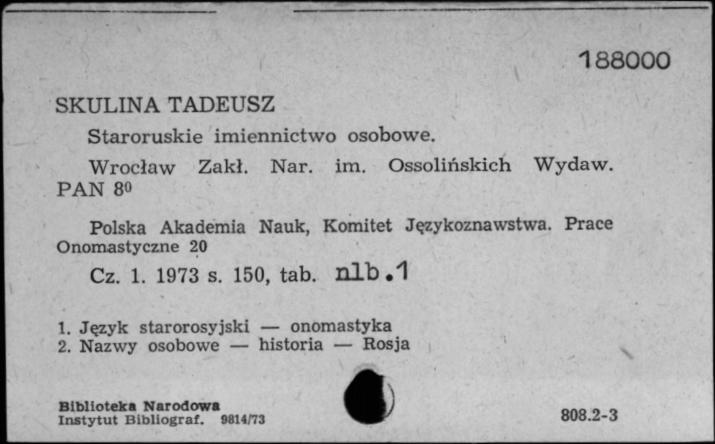 188000
SKULINA TADEUSZ
Staroruskie imiennictwo osobowe.
Wrocław Zakł. Nar. im. Ossolińskich Wydaw.
PAN 8⁰
Polska Akademia Nauk, Komitet Językoznawstwa. Prace
Onomastyczne 20
Cz. 1. 1973 s. 150, tab. nlb.1
1. Język starorosyjski — onomastyka
2. Nazwy osobowe — historia — Rosja
Biblioteka Narodowa
Instytut Bibliograf. 9814/73
808.2-3